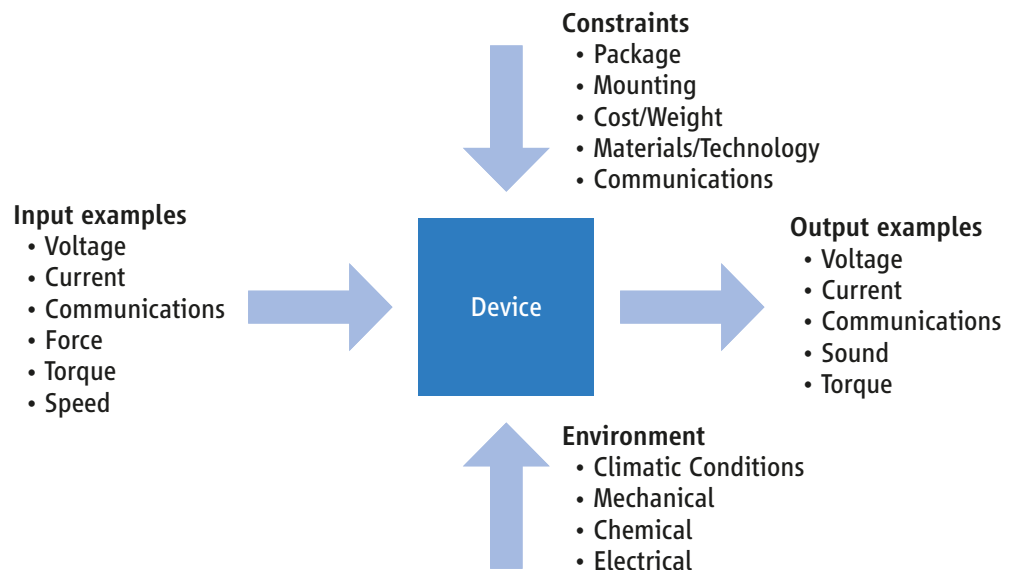 Constraints
• Package
• Mounting
• Cost/Weight
• Materials/Technology
• Communications
Input examples
• Voltage
• Current
• Communications
• Force
• Torque
• Speed
Device
Output examples
• Voltage
• Current
• Communications
• Sound
• Torque
Environment
• Climatic Conditions
• Mechanical
• Chemical
• Electrical